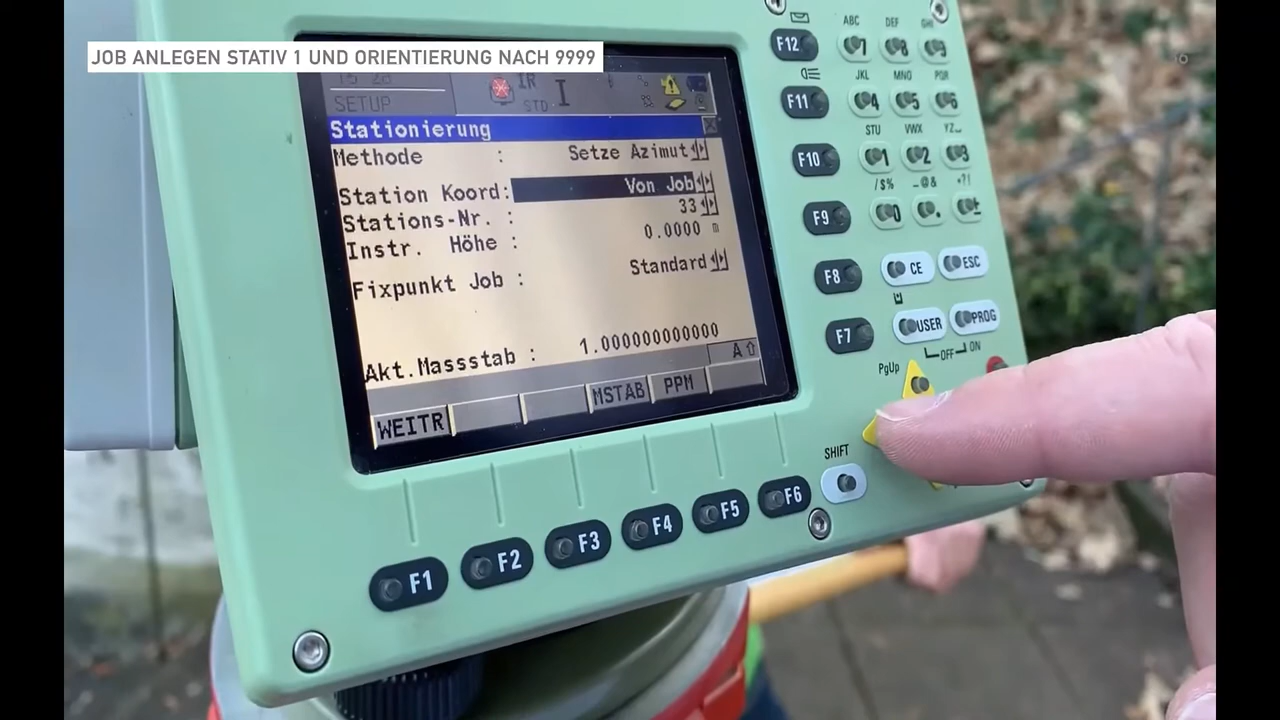 JOB ANLEGEN STATIV 1 UND ORIENTIERUNG NACH 9999
SETUP
IR
STD
I
Stationierung
Methode : Setze Azimut
Station Koord: Von Job
Stations-Nr. : 33
Instr. Höhe : 0.0000 m
Fixpunkt Job : Standard
Akt.Massstab : 1.000000000000
A⇧
WEITR MSTAB PPM
F1 F2 F3 F4 F5 F6
SHIFT
F12
F11
F10
F9
F8
F7
ABC DEF GHI
7 8 9
JKL MNO PQR
4 5 6
STU VWX YZ
1 2 3
/$% _@& +?!
0 . ±
CE ESC
USER PROG
OFF ON
PgUp